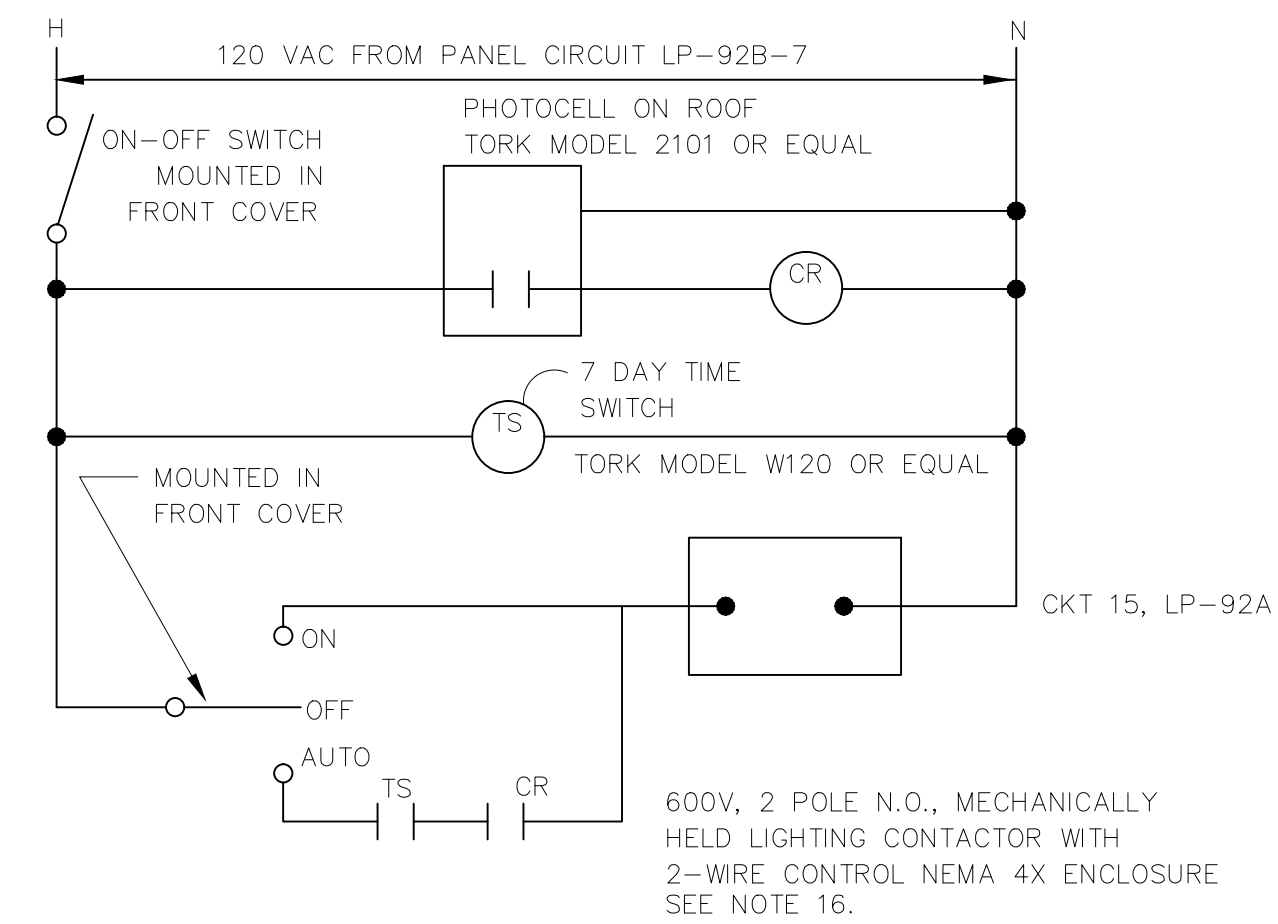 H
N
120 VAC FROM PANEL CIRCUIT LP-92B-7
PHOTOCELL ON ROOF
TORK MODEL 2101 OR EQUAL
ON-OFF SWITCH
MOUNTED IN
FRONT COVER
CR
7 DAY TIME
SWITCH
TS
TORK MODEL W120 OR EQUAL
MOUNTED IN
FRONT COVER
CKT 15, LP-92A
ON
OFF
AUTO
TS
CR
600V, 2 POLE N.O., MECHANICALLY
HELD LIGHTING CONTACTOR WITH
2-WIRE CONTROL NEMA 4X ENCLOSURE
SEE NOTE 16.